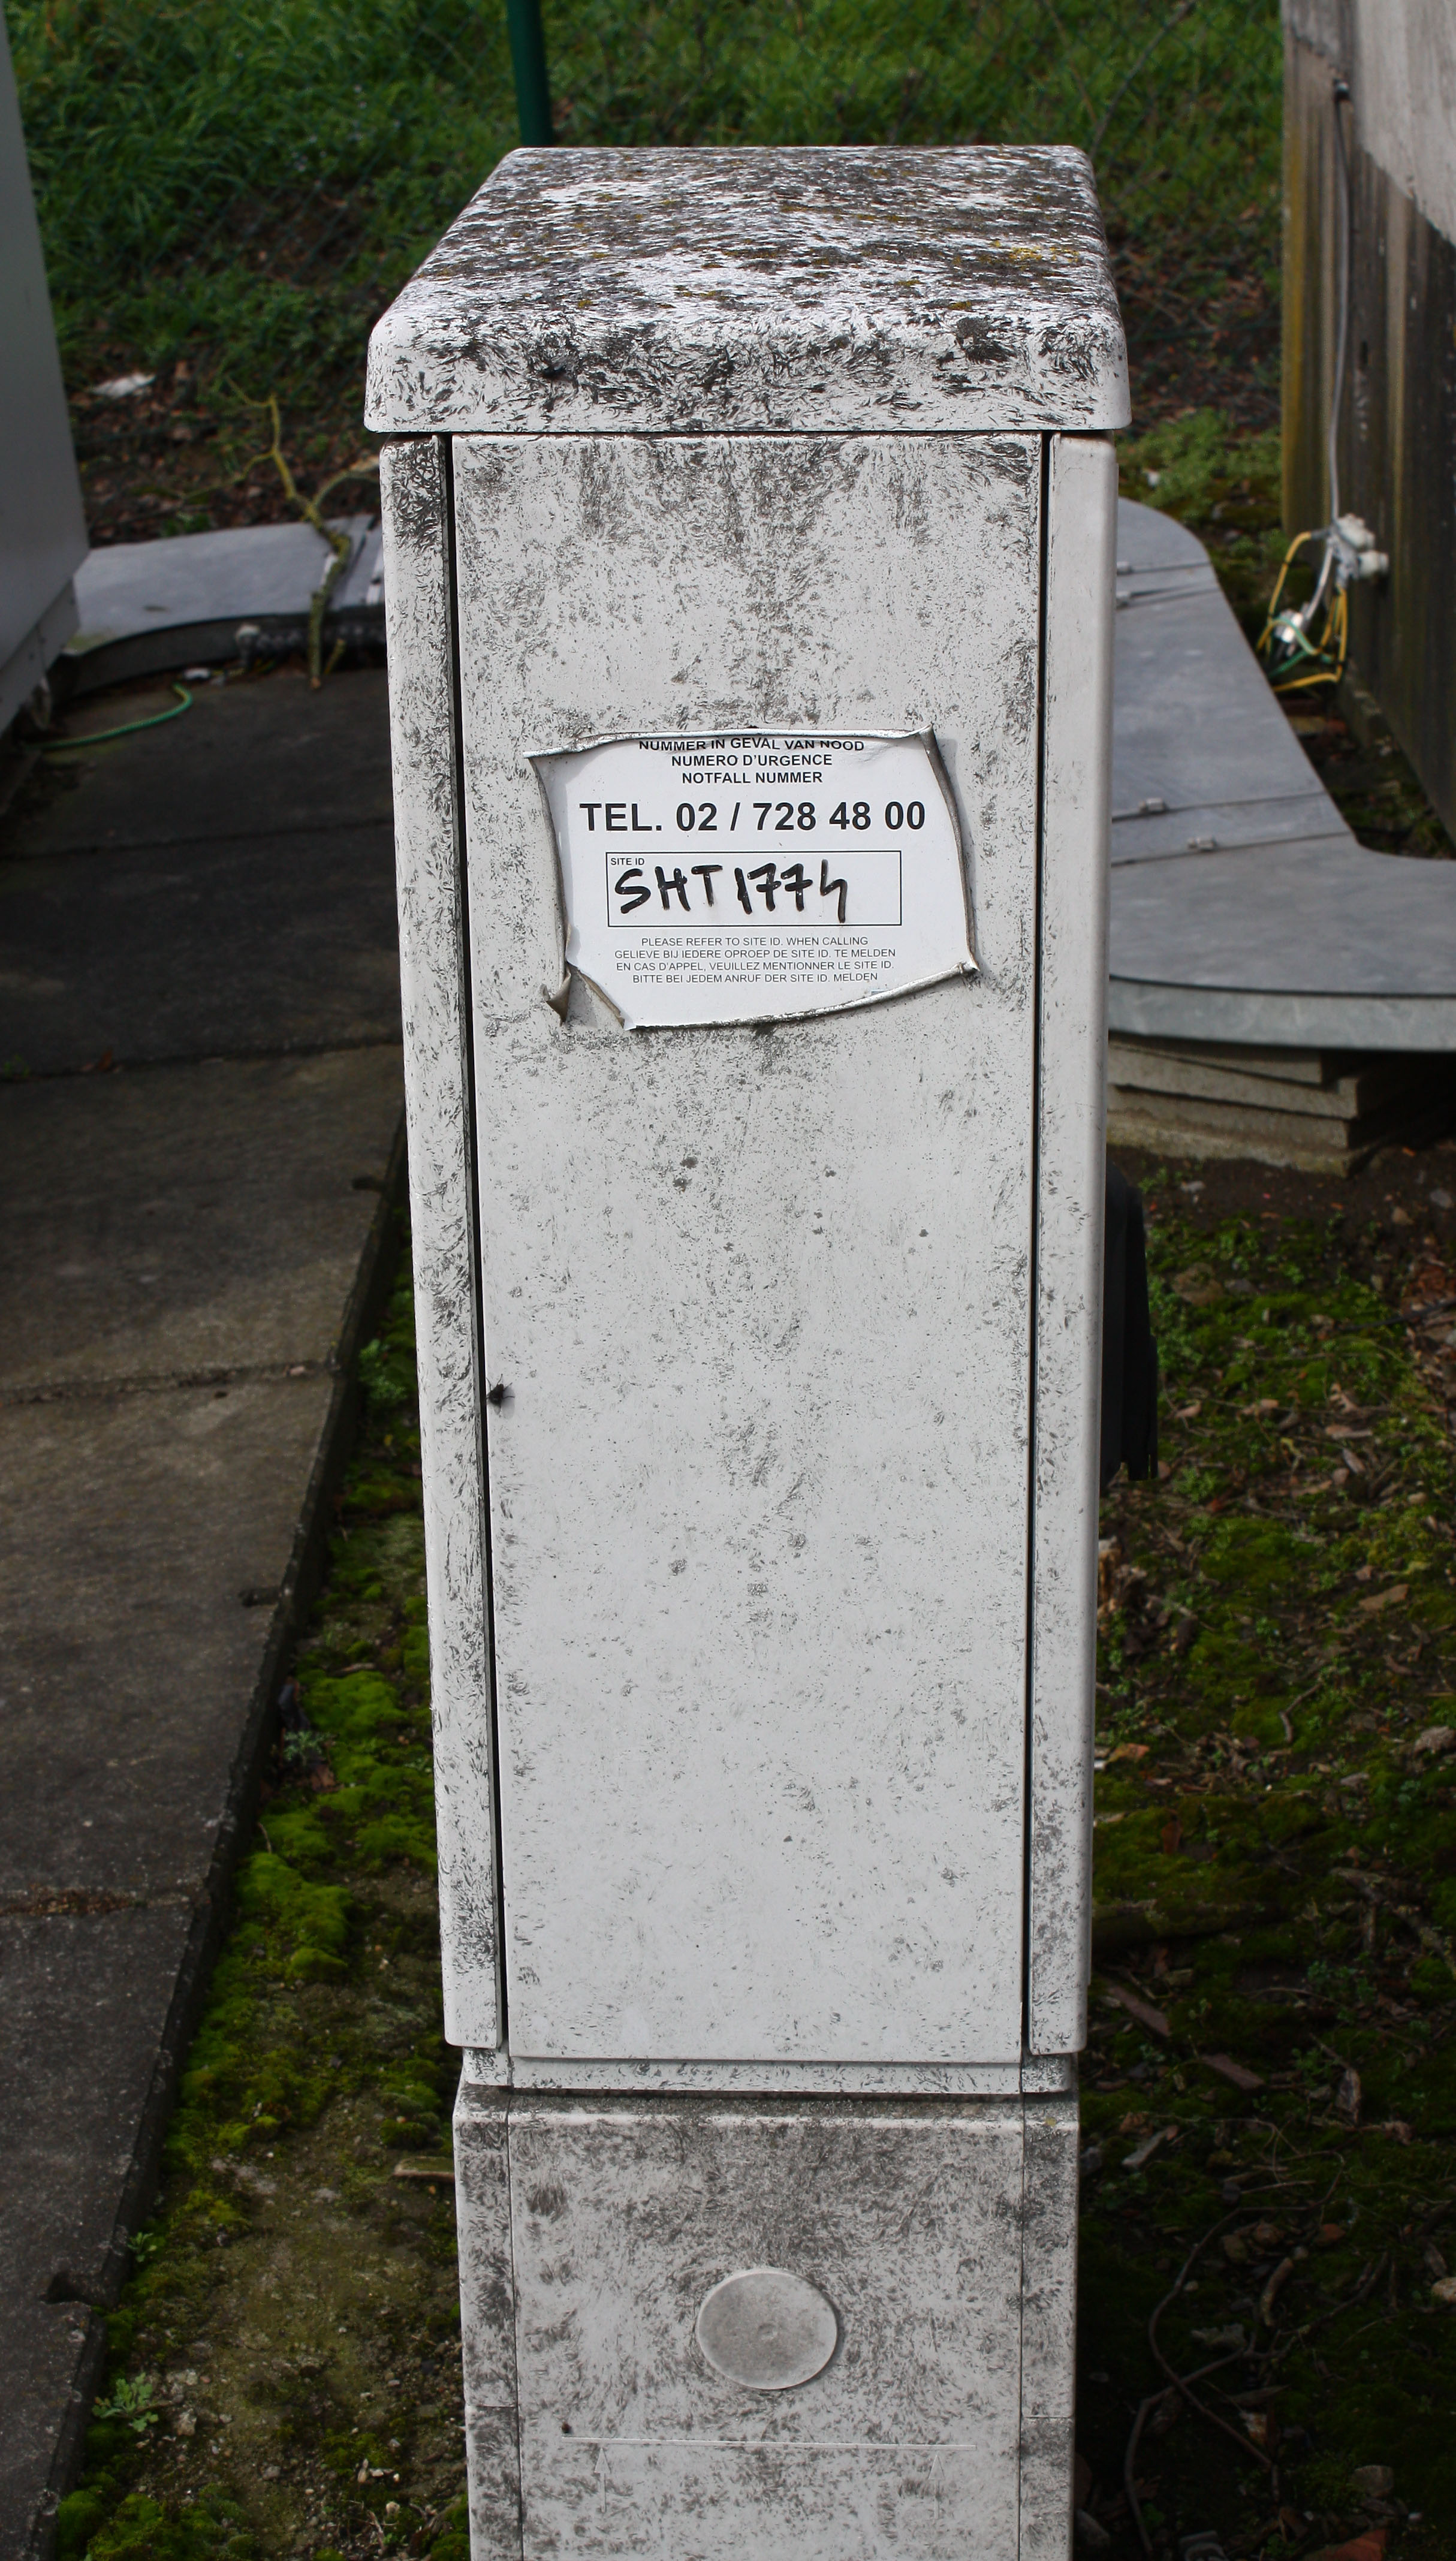 NUMMER IN GEVAL VAN NOOD
NUMERO D'URGENCE
NOTFALL NUMMER
TEL. 02 / 728 48 00
SITE ID
SHT1774
PLEASE REFER TO SITE ID. WHEN CALLING
GELIEVE BIJ IEDERE OPROEP DE SITE ID. TE MELDEN
EN CAS D'APPEL, VEUILLEZ MENTIONNER LE SITE ID.
BITTE BEI JEDEM ANRUF DER SITE ID. MELDEN